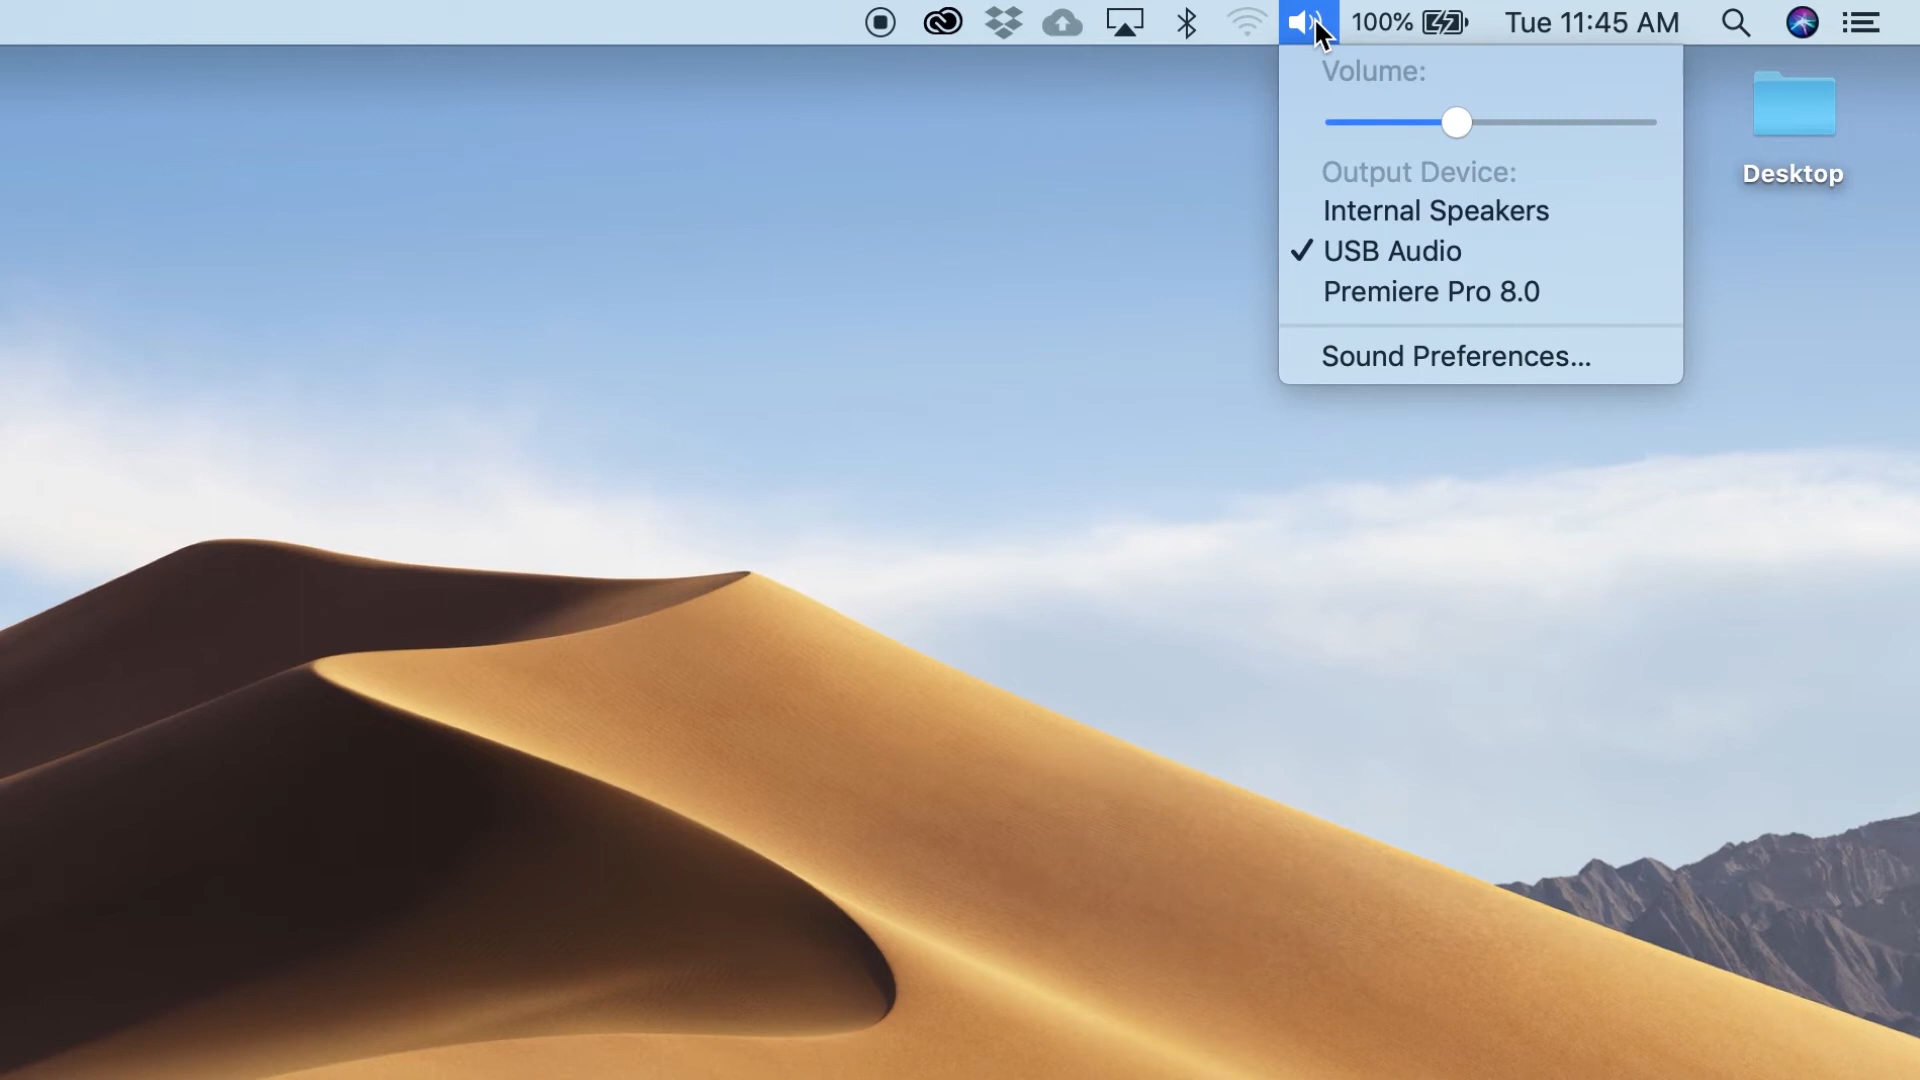 100% Tue 11:45 AM
Volume:
Output Device:
Internal Speakers
USB Audio
Premiere Pro 8.0
Sound Preferences...
Desktop